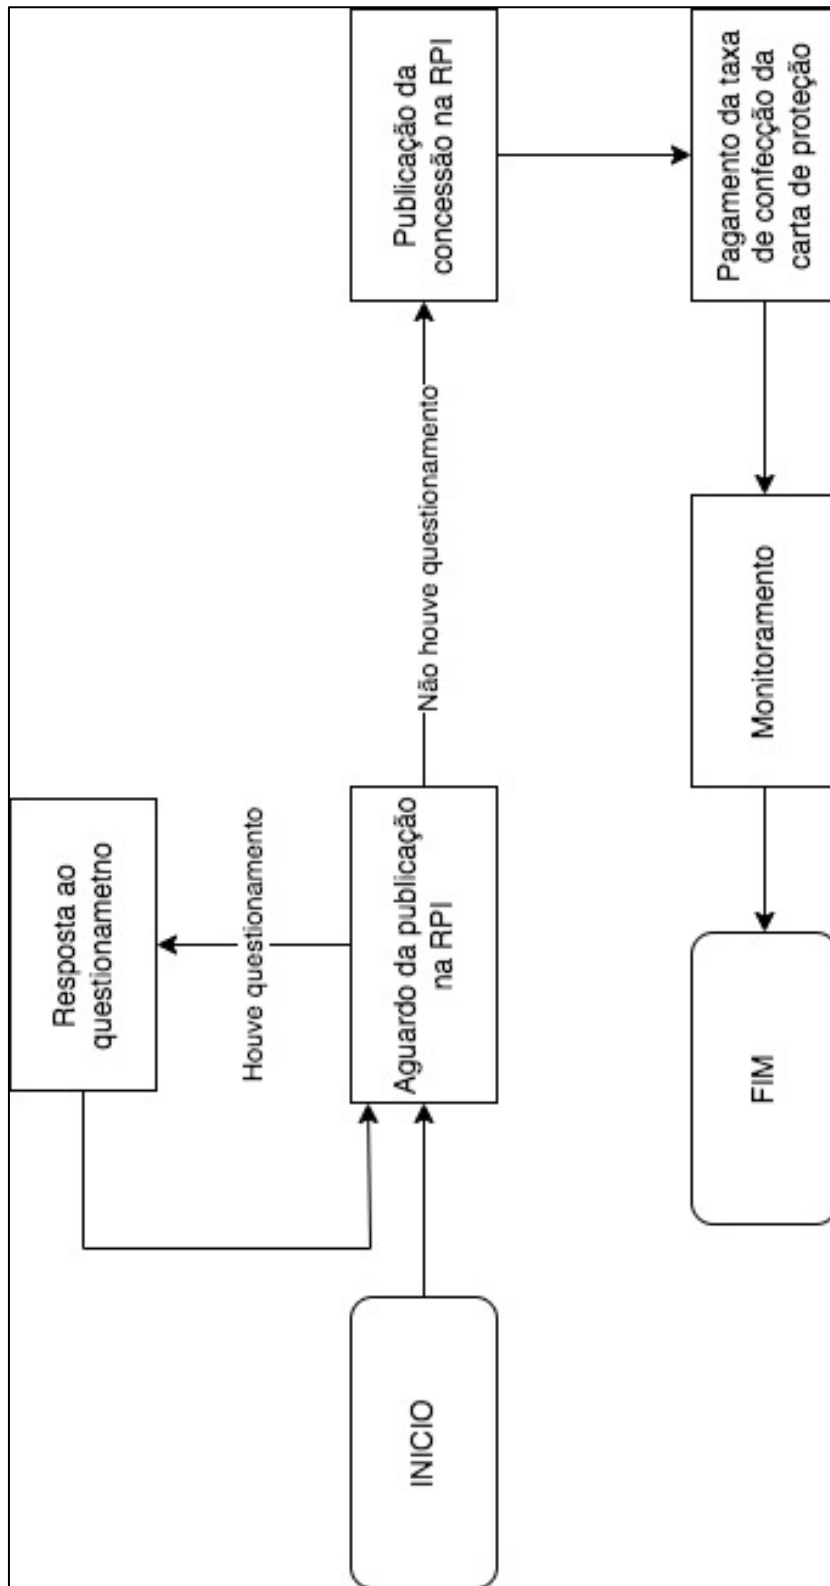 Resposta ao
questionametno
Houve questionamento
INICIO
Aguardo da publicação
na RPI
Não houve questionamento
Publicação da
concessão na RPI
FIM
Monitoramento
Pagamento da taxa
de confecção da
carta de proteção